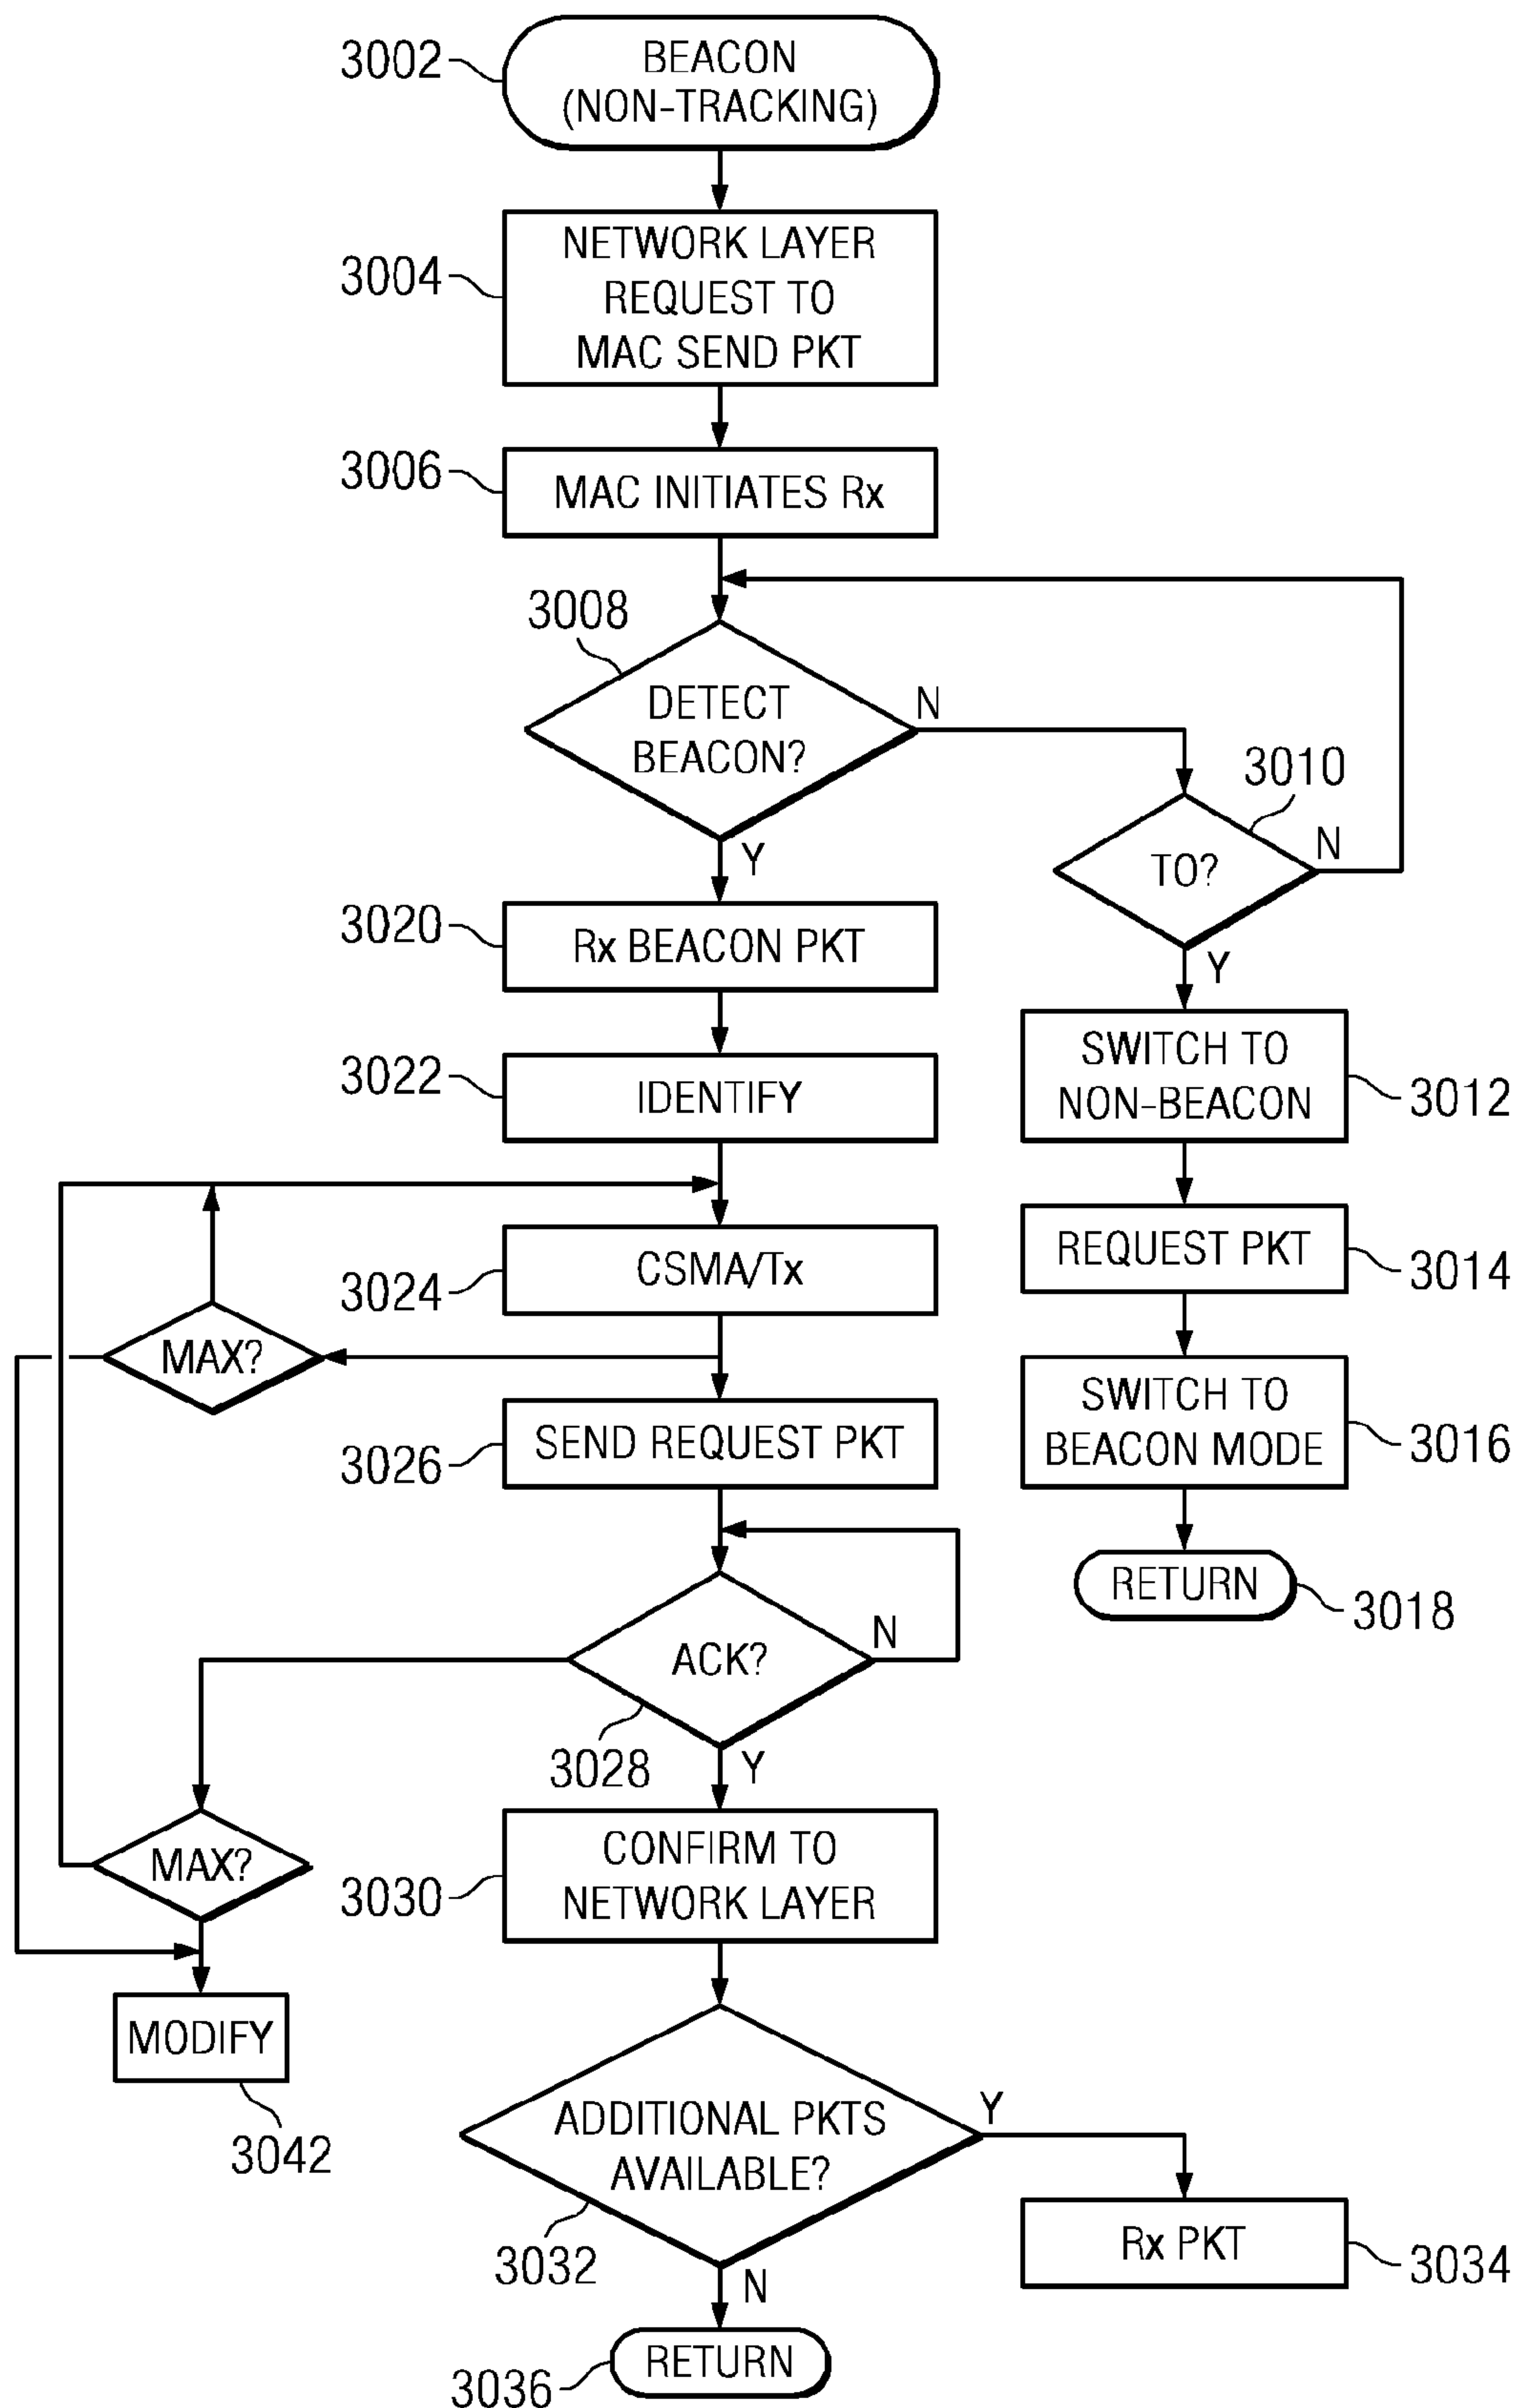 3002
BEACON
(NON-TRACKING)
3004
NETWORK LAYER
REQUEST TO
MAC SEND PKT
3006
MAC INITIATES Rx
3008
DETECT
BEACON?
N
Y
3010
TO?
N
Y
3020
Rx BEACON PKT
3022
IDENTIFY
SWITCH TO
NON-BEACON
3012
3024
CSMA/Tx
REQUEST PKT
3014
MAX?
3026
SEND REQUEST PKT
SWITCH TO
BEACON MODE
3016
RETURN
3018
ACK?
N
3028
Y
MAX?
3030
CONFIRM TO
NETWORK LAYER
MODIFY
3042
ADDITIONAL PKTS
AVAILABLE?
Y
3032
N
Rx PKT
3034
RETURN
3036